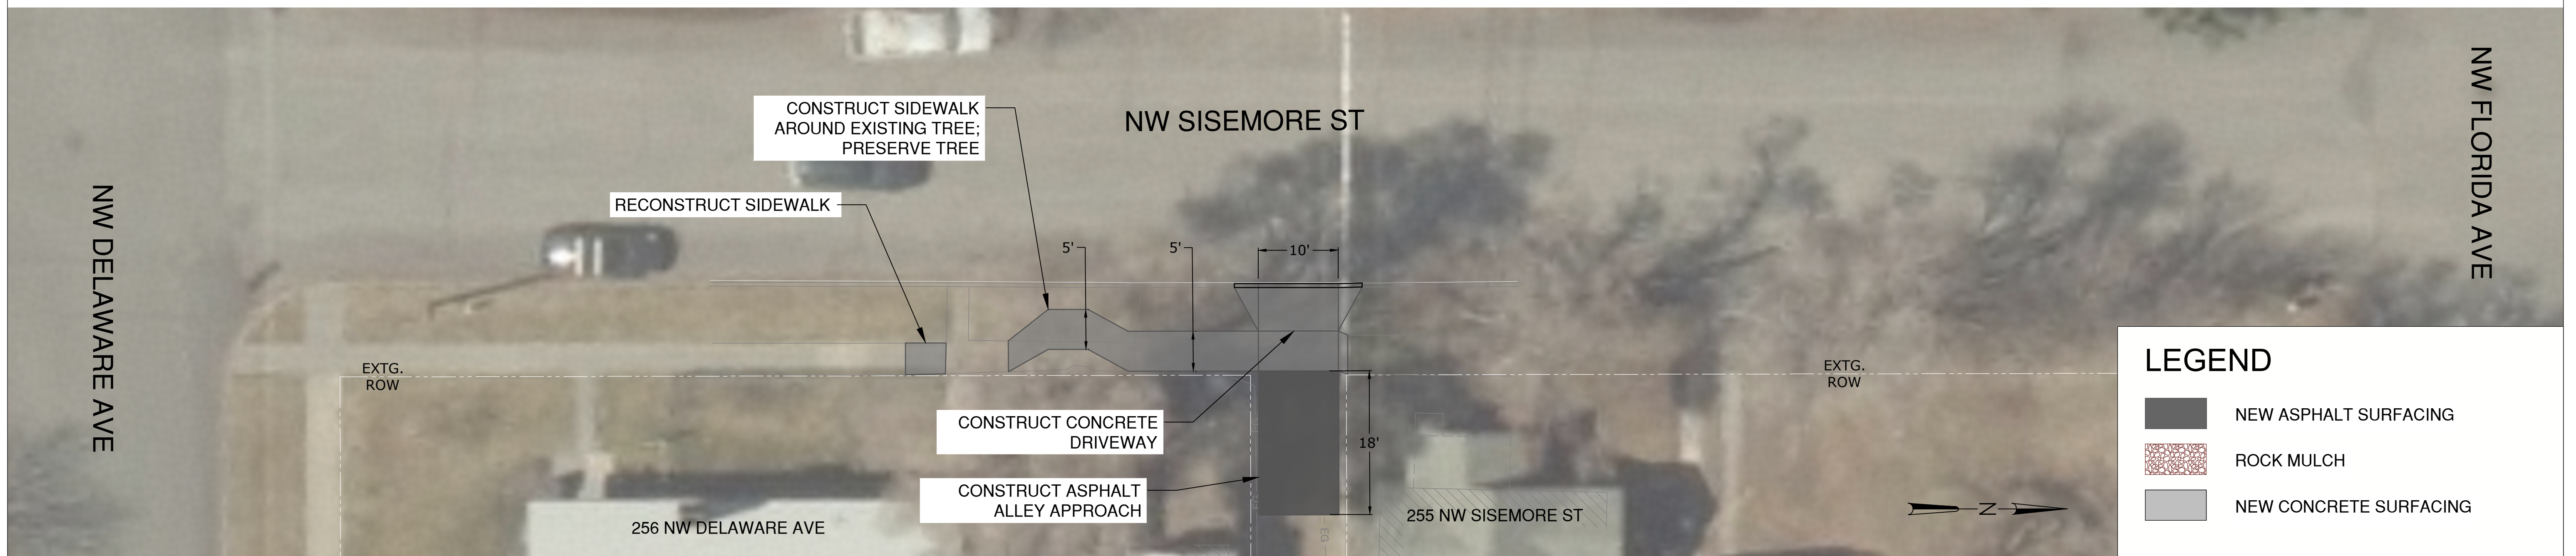 CONSTRUCT SIDEWALK
AROUND EXISTING TREE;
PRESERVE TREE
NW SISEMORE ST
NW FLORIDA AVE
NW DELAWARE AVE
RECONSTRUCT SIDEWALK
5'
5'
10'
EXTG.
ROW
EXTG.
ROW
CONSTRUCT CONCRETE
DRIVEWAY
18'
CONSTRUCT ASPHALT
ALLEY APPROACH
256 NW DELAWARE AVE
255 NW SISEMORE ST
EG
N
LEGEND
NEW ASPHALT SURFACING
ROCK MULCH
NEW CONCRETE SURFACING